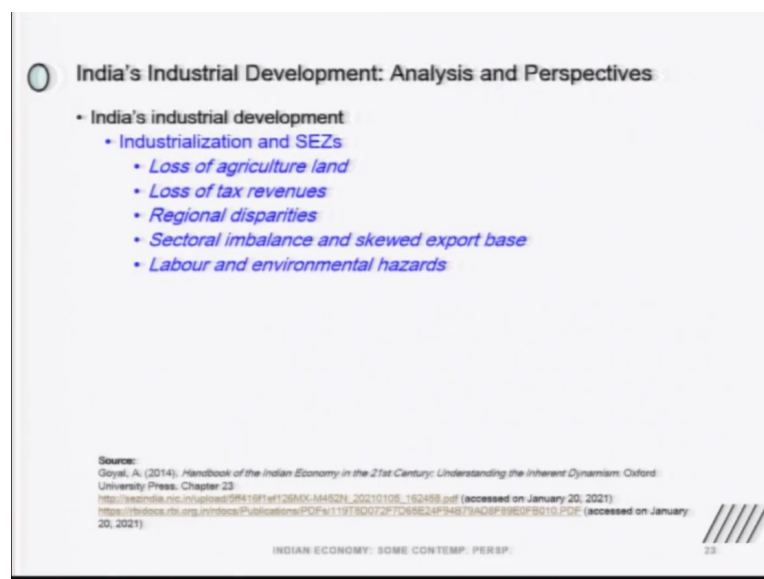 India's Industrial Development: Analysis and Perspectives
• India's industrial development
• Industrialization and SEZs
• Loss of agriculture land
• Loss of tax revenues
• Regional disparities
• Sectoral imbalance and skewed export base
• Labour and environmental hazards
Source:
Goyal, A. (2014). Handbook of the Indian Economy in the 21st Century: Understanding the Inherent Dynamism. Oxford
University Press. Chapter 23
(accessed on January 20, 2021)
(accessed on January
20, 2021)
INDIAN ECONOMY: SOME CONTEMP. PERSP.
23